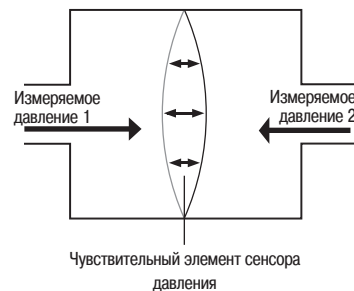 Измеряемое
давление 1
Измеряемое
давление 2
Чувствительный элемент сенсора
давления